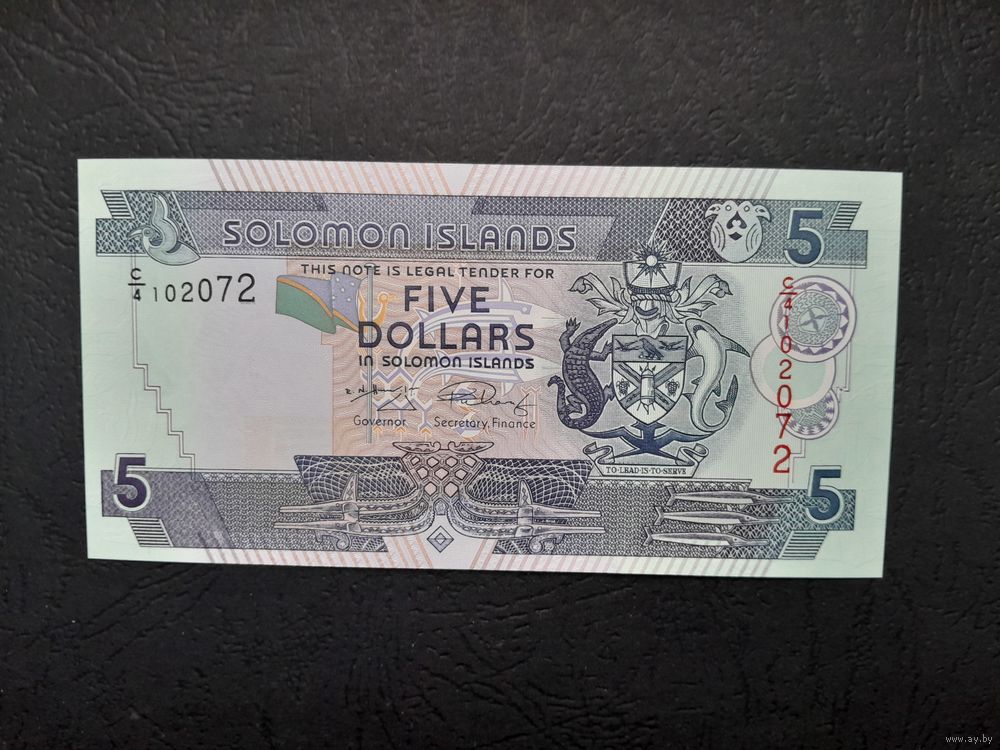 SOLOMON ISLANDS
5
C/4 102072
THIS NOTE IS LEGAL TENDER FOR
FIVE
DOLLARS
IN SOLOMON ISLANDS
Governor Secretary, Finance
C/4 102072
TO·LEAD·IS·TO·SERVE
5
5
www.ay.by